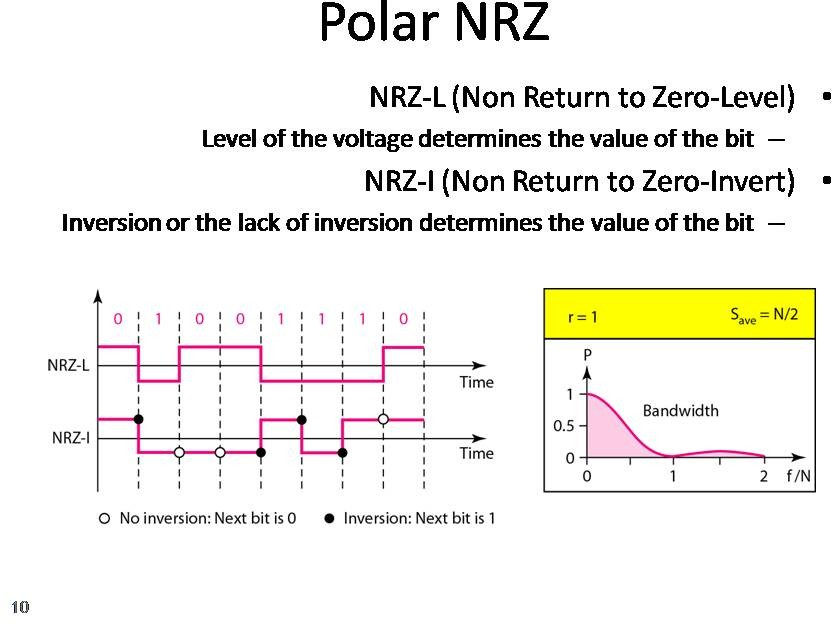 Polar NRZ
NRZ-L (Non Return to Zero-Level) •
Level of the voltage determines the value of the bit –
NRZ-I (Non Return to Zero-Invert) •
Inversion or the lack of inversion determines the value of the bit –
0 1 0 0 1 1 1 0
NRZ-L
Time
NRZ-I
Time
O No inversion: Next bit is 0 ● Inversion: Next bit is 1
r = 1 Save = N/2
P
1
0.5
0
Bandwidth
0 1 2 f/N
10